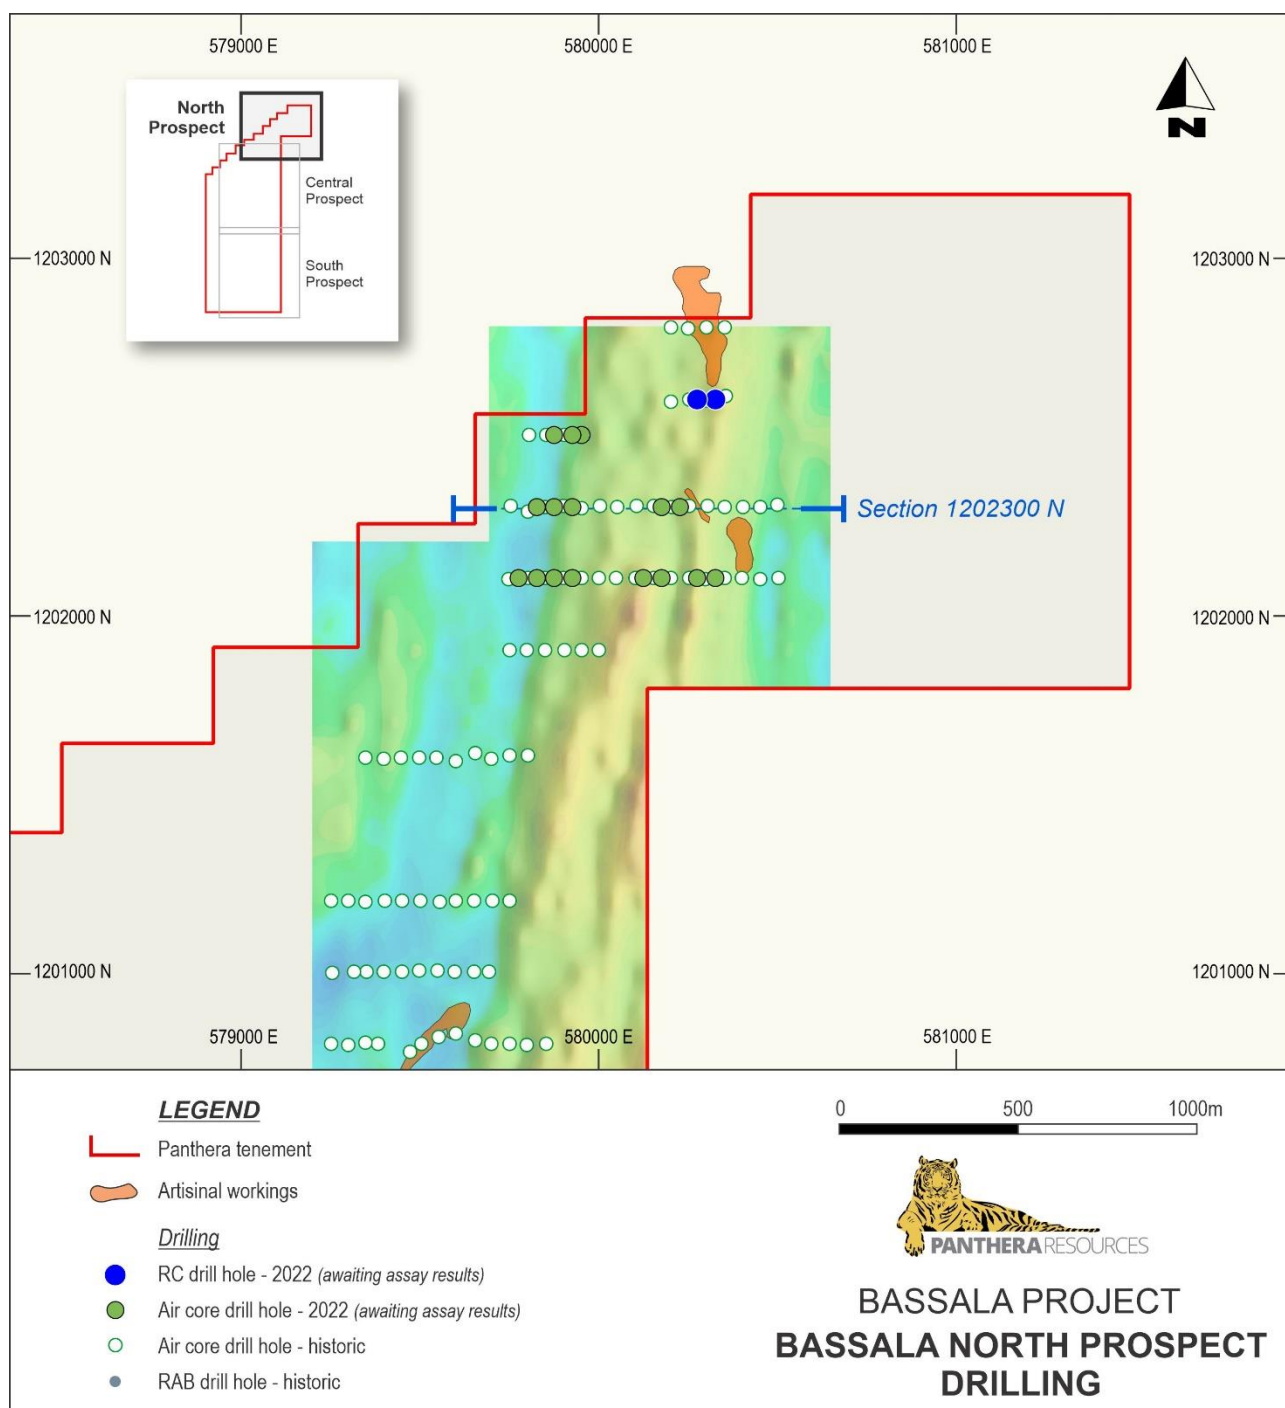 579000 E
580000 E
581000 E
North
Prospect
Central
Prospect
South
Prospect
N
1203000 N
1203000 N
Section 1202300 N
1202000 N
1202000 N
1201000 N
1201000 N
579000 E
580000 E
581000 E
LEGEND
Panthera tenement
Artisinal workings
Drilling
RC drill hole - 2022 (awaiting assay results)
Air core drill hole - 2022 (awaiting assay results)
Air core drill hole - historic
RAB drill hole - historic
0 500 1000m
PANTHERA RESOURCES
BASSALA PROJECT
BASSALA NORTH PROSPECT
DRILLING